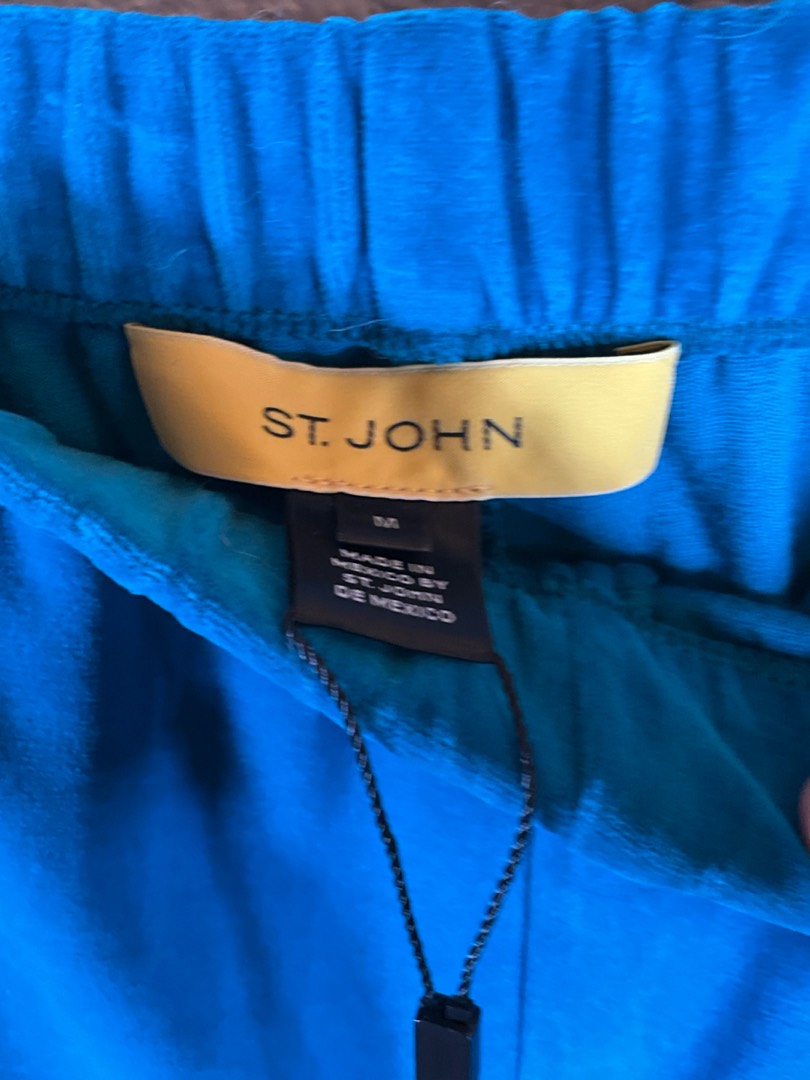 ST. JOHN
M
MADE IN
MEXICO BY
ST. JOHN
DE MEXICO